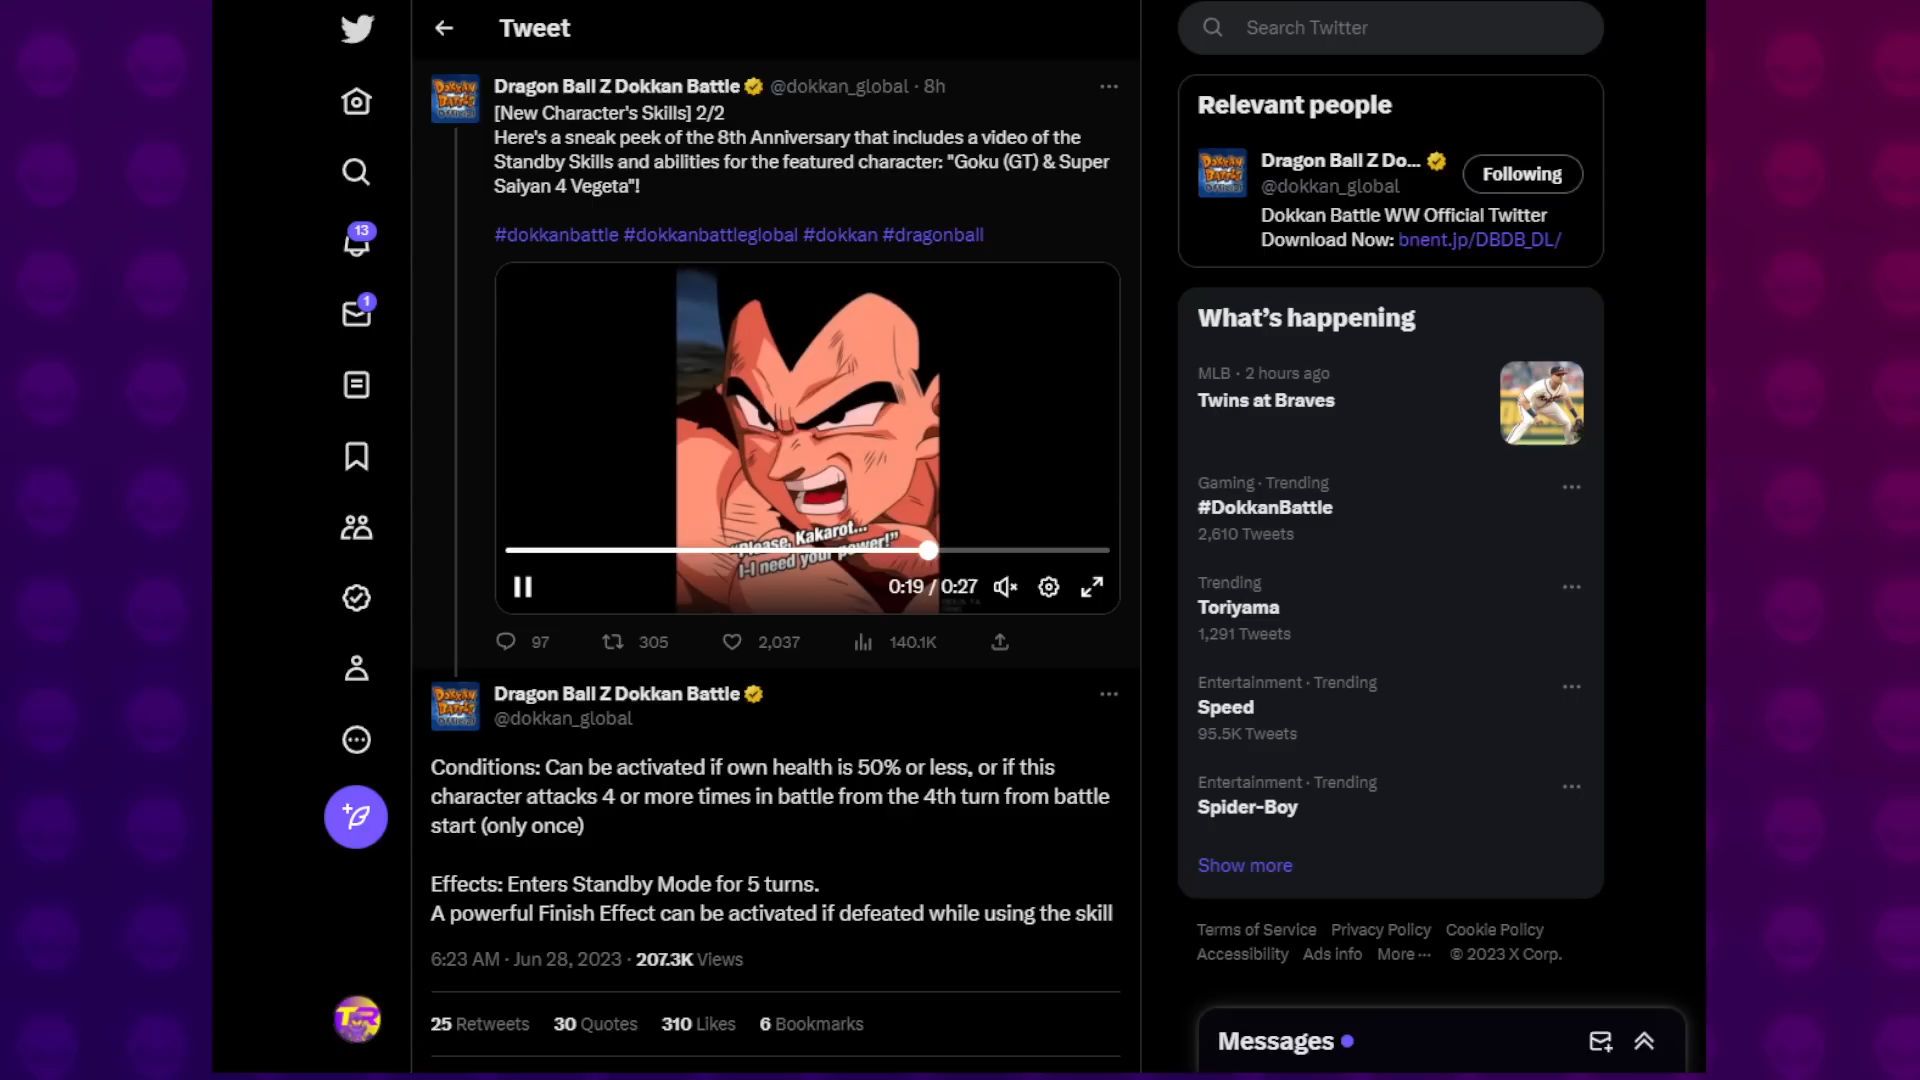 Tweet
Dragon Ball Z Dokkan Battle @dokkan_global · 8h
[New Character's Skills] 2/2
Here's a sneak peek of the 8th Anniversary that includes a video of the
Standby Skills and abilities for the featured character: "Goku (GT) & Super
Saiyan 4 Vegeta"!
#dokkanbattle #dokkanbattleglobal #dokkan #dragonball
"Please, Kakarot...
I-I need your power!"
0:19 / 0:27
97 305 2,037 140.1K
Dragon Ball Z Dokkan Battle
@dokkan_global
Conditions: Can be activated if own health is 50% or less, or if this
character attacks 4 or more times in battle from the 4th turn from battle
start (only once)
Effects: Enters Standby Mode for 5 turns.
A powerful Finish Effect can be activated if defeated while using the skill
6:23 AM · Jun 28, 2023 · 207.3K Views
25 Retweets 30 Quotes 310 Likes 6 Bookmarks
13
1
TR
Search Twitter
Relevant people
Dragon Ball Z Do...
@dokkan_global
Following
Dokkan Battle WW Official Twitter
Download Now: bnent.jp/DBDB_DL/
What's happening
MLB · 2 hours ago
Twins at Braves
Gaming · Trending
#DokkanBattle
2,610 Tweets
Trending
Toriyama
1,291 Tweets
Entertainment · Trending
Speed
95.5K Tweets
Entertainment · Trending
Spider-Boy
Show more
Terms of Service Privacy Policy Cookie Policy
Accessibility Ads info More ··· © 2023 X Corp.
Messages